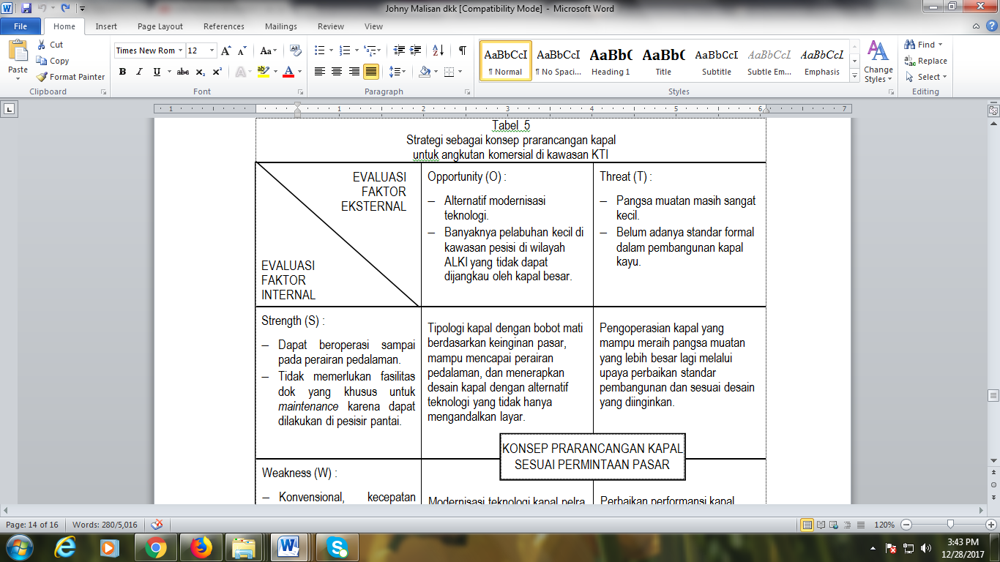 Johny Malisan dkk [Compatibility Mode] - Microsoft Word
File Home Insert Page Layout References Mailings Review View
Paste
Cut
Copy
Format Painter
Clipboard
Times New Rom 12
Font
Paragraph
AaBbCcI AaBbCcI AaBbC AaBbC AaBbCcI AaBbCcI AaBbCcI
¶ Normal ¶ No Spaci... Heading 1 Title Subtitle Subtle Em... Emphasis
Styles
Change
Styles
Find
Replace
Select
Editing
1 1 2 3 4 5 6 7
Tabel 5
Strategi sebagai konsep prarancangan kapal
untuk angkutan komersial di kawasan KTI
EVALUASI
FAKTOR
EKSTERNAL
EVALUASI
FAKTOR
INTERNAL
Opportunity (O) :
– Alternatif modernisasi
teknologi.
– Banyaknya pelabuhan kecil di
kawasan pesisi di wilayah
ALKI yang tidak dapat
dijangkau oleh kapal besar.
Threat (T) :
– Pangsa muatan masih sangat
kecil.
– Belum adanya standar formal
dalam pembangunan kapal
kayu.
Strength (S) :
– Dapat beroperasi sampai
pada perairan pedalaman.
– Tidak memerlukan fasilitas
dok yang khusus untuk
maintenance karena dapat
dilakukan di pesisir pantai.
Tipologi kapal dengan bobot mati
berdasarkan keinginan pasar,
mampu mencapai perairan
pedalaman, dan menerapkan
desain kapal dengan alternatif
teknologi yang tidak hanya
mengandalkan layar.
Pengoperasian kapal yang
mampu meraih pangsa muatan
yang lebih besar lagi melalui
upaya perbaikan standar
pembangunan dan sesuai desain
yang diinginkan.
KONSEP PRARANCANGAN KAPAL
SESUAI PERMINTAAN PASAR
Weakness (W) :
– Konvensional, kecepatan
Modernisasi teknologi kapal pelra
Perbaikan performansi kapal
Page: 14 of 16 Words: 280/5,016 120%
3:43 PM
12/28/2017